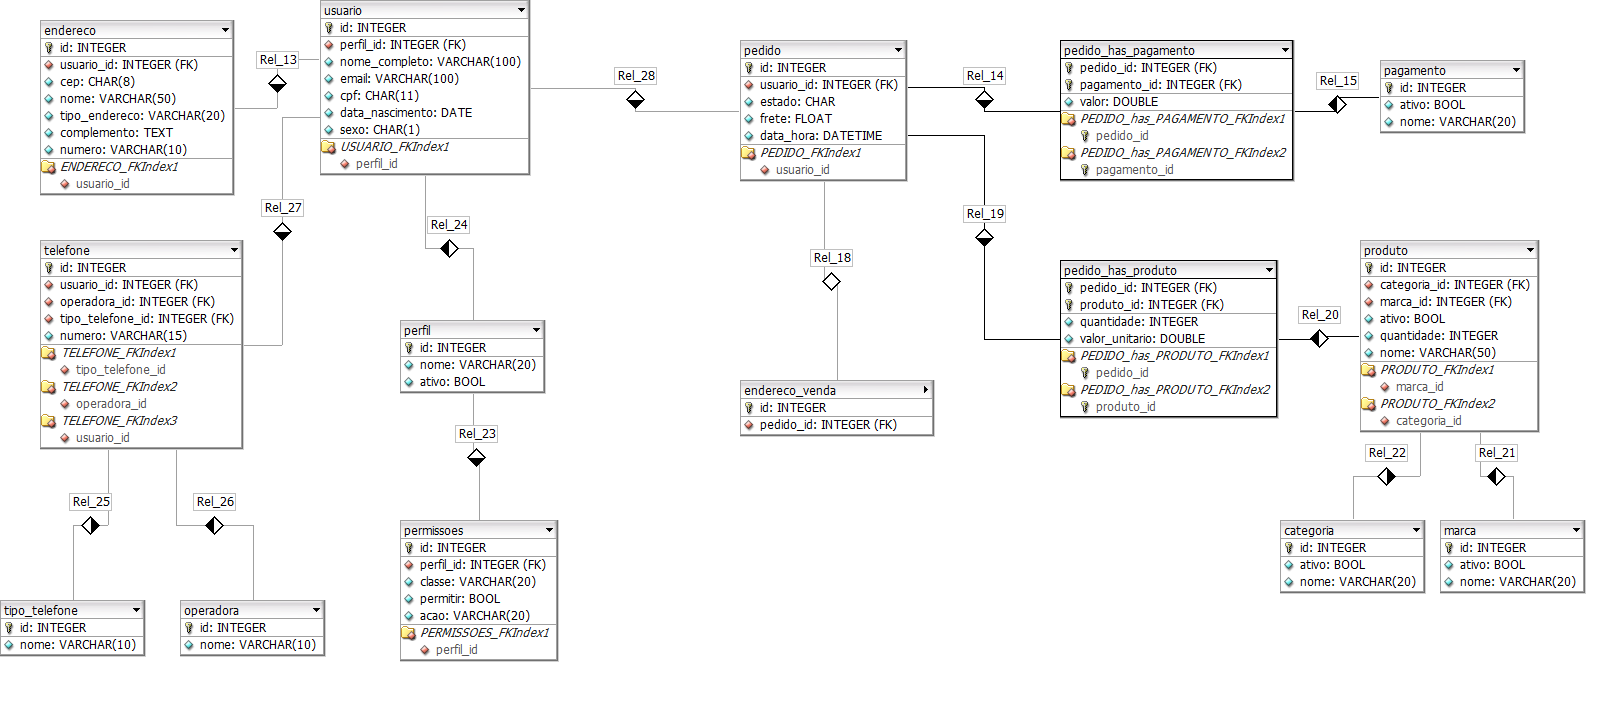 endereco
id: INTEGER
usuario_id: INTEGER (FK)
cep: CHAR(8)
nome: VARCHAR(50)
tipo_endereco: VARCHAR(20)
complemento: TEXT
numero: VARCHAR(10)
ENDERECO_FKIndex1
usuario_id
Rel_13
usuario
id: INTEGER
perfil_id: INTEGER (FK)
nome_completo: VARCHAR(100)
email: VARCHAR(100)
cpf: CHAR(11)
data_nascimento: DATE
sexo: CHAR(1)
USUARIO_FKIndex1
perfil_id
Rel_28
pedido
id: INTEGER
usuario_id: INTEGER (FK)
estado: CHAR
frete: FLOAT
data_hora: DATETIME
PEDIDO_FKIndex1
usuario_id
Rel_14
pedido_has_pagamento
pedido_id: INTEGER (FK)
pagamento_id: INTEGER (FK)
valor: DOUBLE
PEDIDO_has_PAGAMENTO_FKIndex1
pedido_id
PEDIDO_has_PAGAMENTO_FKIndex2
pagamento_id
Rel_15
pagamento
id: INTEGER
ativo: BOOL
nome: VARCHAR(20)
Rel_27
Rel_24
Rel_18
Rel_19
telefone
id: INTEGER
usuario_id: INTEGER (FK)
operadora_id: INTEGER (FK)
tipo_telefone_id: INTEGER (FK)
numero: VARCHAR(15)
TELEFONE_FKIndex1
tipo_telefone_id
TELEFONE_FKIndex2
operadora_id
TELEFONE_FKIndex3
usuario_id
perfil
id: INTEGER
nome: VARCHAR(20)
ativo: BOOL
endereco_venda
id: INTEGER
pedido_id: INTEGER (FK)
pedido_has_produto
pedido_id: INTEGER (FK)
produto_id: INTEGER (FK)
quantidade: INTEGER
valor_unitario: DOUBLE
PEDIDO_has_PRODUTO_FKIndex1
pedido_id
PEDIDO_has_PRODUTO_FKIndex2
produto_id
Rel_20
produto
id: INTEGER
categoria_id: INTEGER (FK)
marca_id: INTEGER (FK)
ativo: BOOL
quantidade: INTEGER
nome: VARCHAR(50)
PRODUTO_FKIndex1
marca_id
PRODUTO_FKIndex2
categoria_id
Rel_25
Rel_26
Rel_23
Rel_22
Rel_21
tipo_telefone
id: INTEGER
nome: VARCHAR(10)
operadora
id: INTEGER
nome: VARCHAR(10)
permissoes
id: INTEGER
perfil_id: INTEGER (FK)
classe: VARCHAR(20)
permitir: BOOL
acao: VARCHAR(20)
PERMISSOES_FKIndex1
perfil_id
categoria
id: INTEGER
ativo: BOOL
nome: VARCHAR(20)
marca
id: INTEGER
ativo: BOOL
nome: VARCHAR(20)